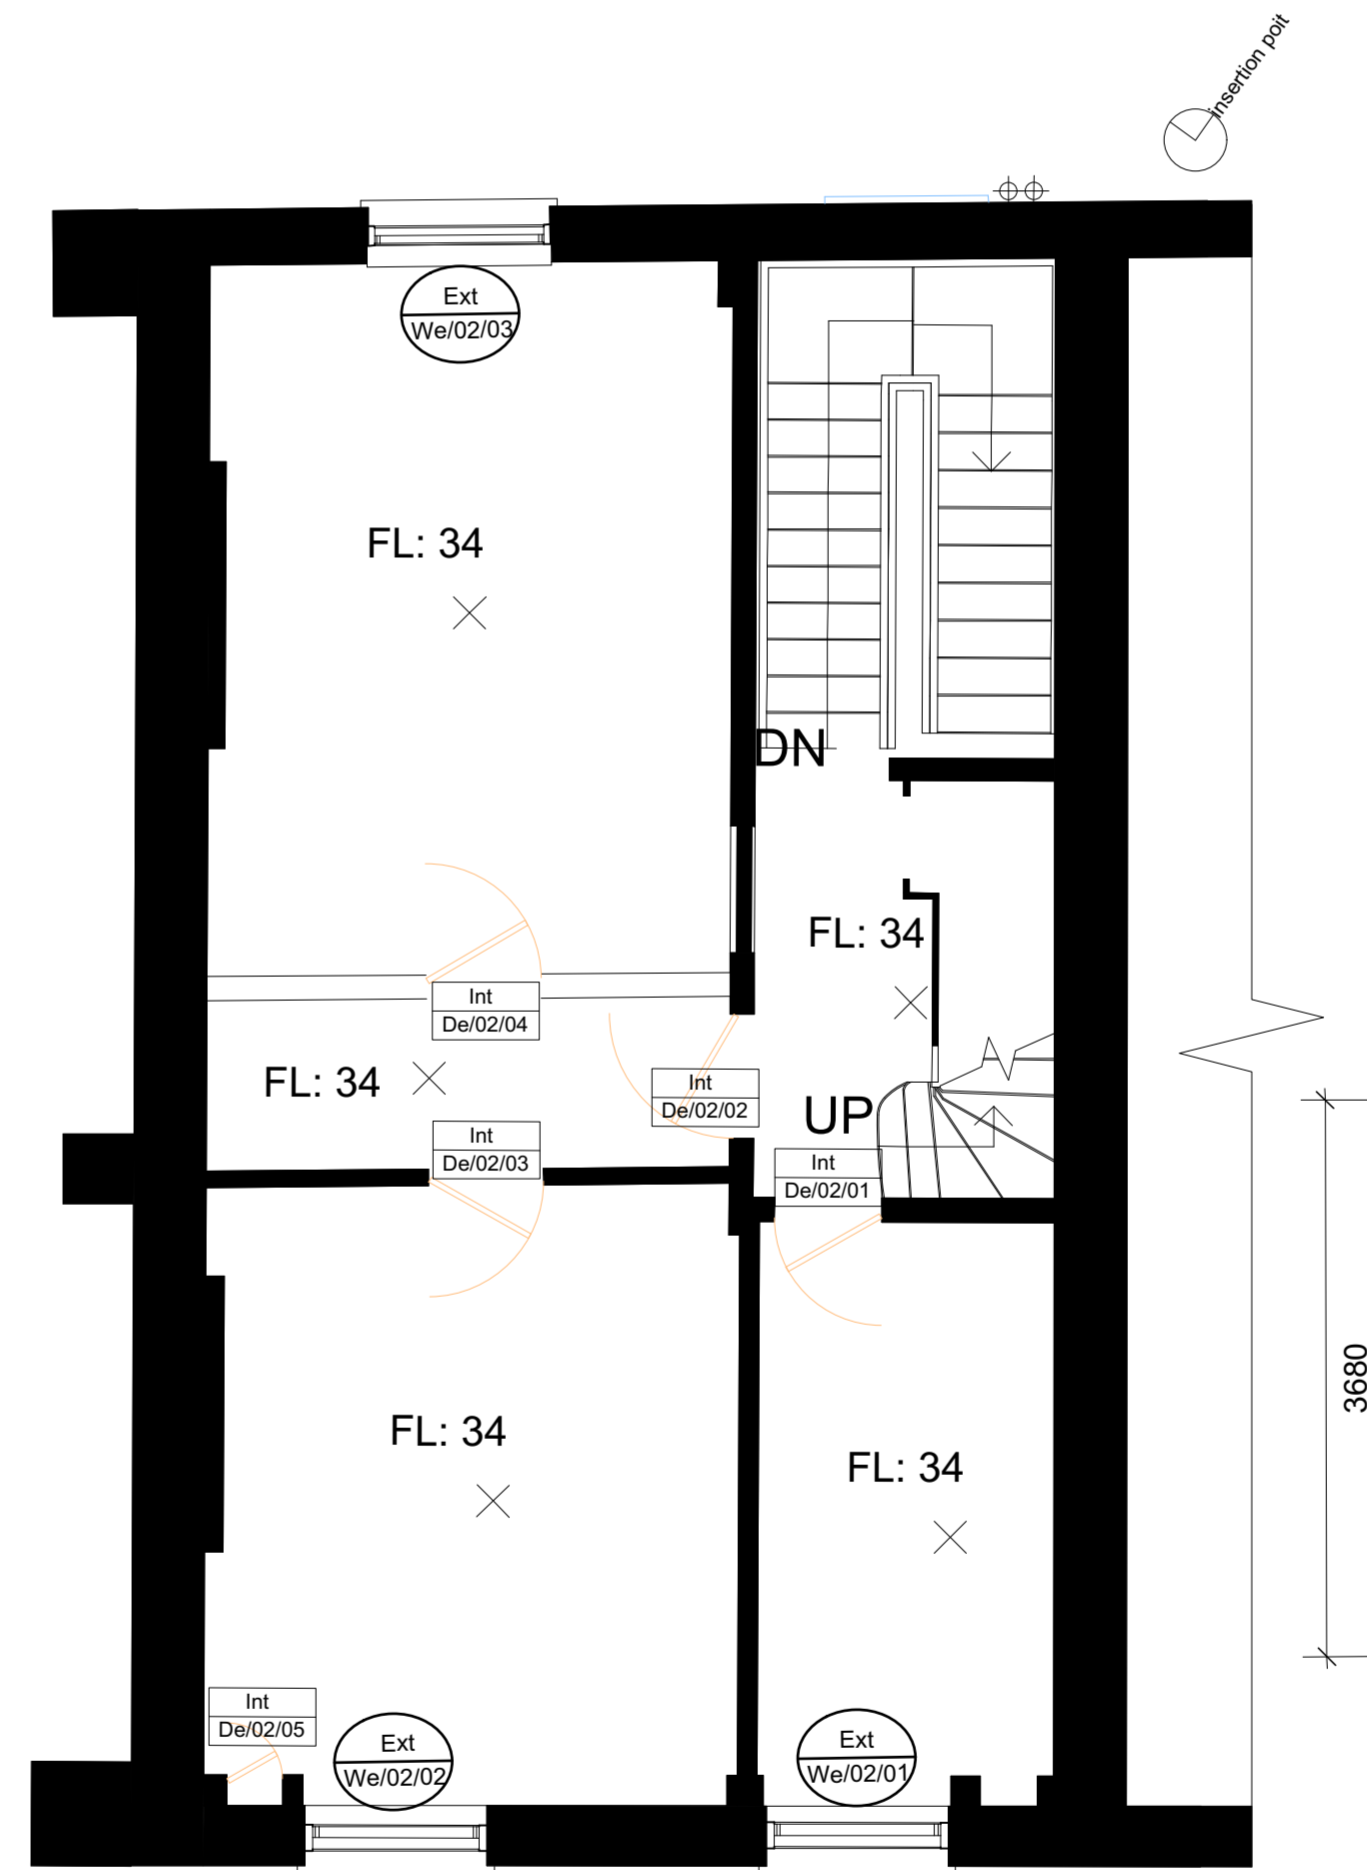 insertion poit
Ext
We/02/03
FL: 34
DN
FL: 34
Int
De/02/04
FL: 34
Int
De/02/02
UP
Int
De/02/03
Int
De/02/01
3680
FL: 34
FL: 34
Int
De/02/05
Ext
We/02/02
Ext
We/02/01